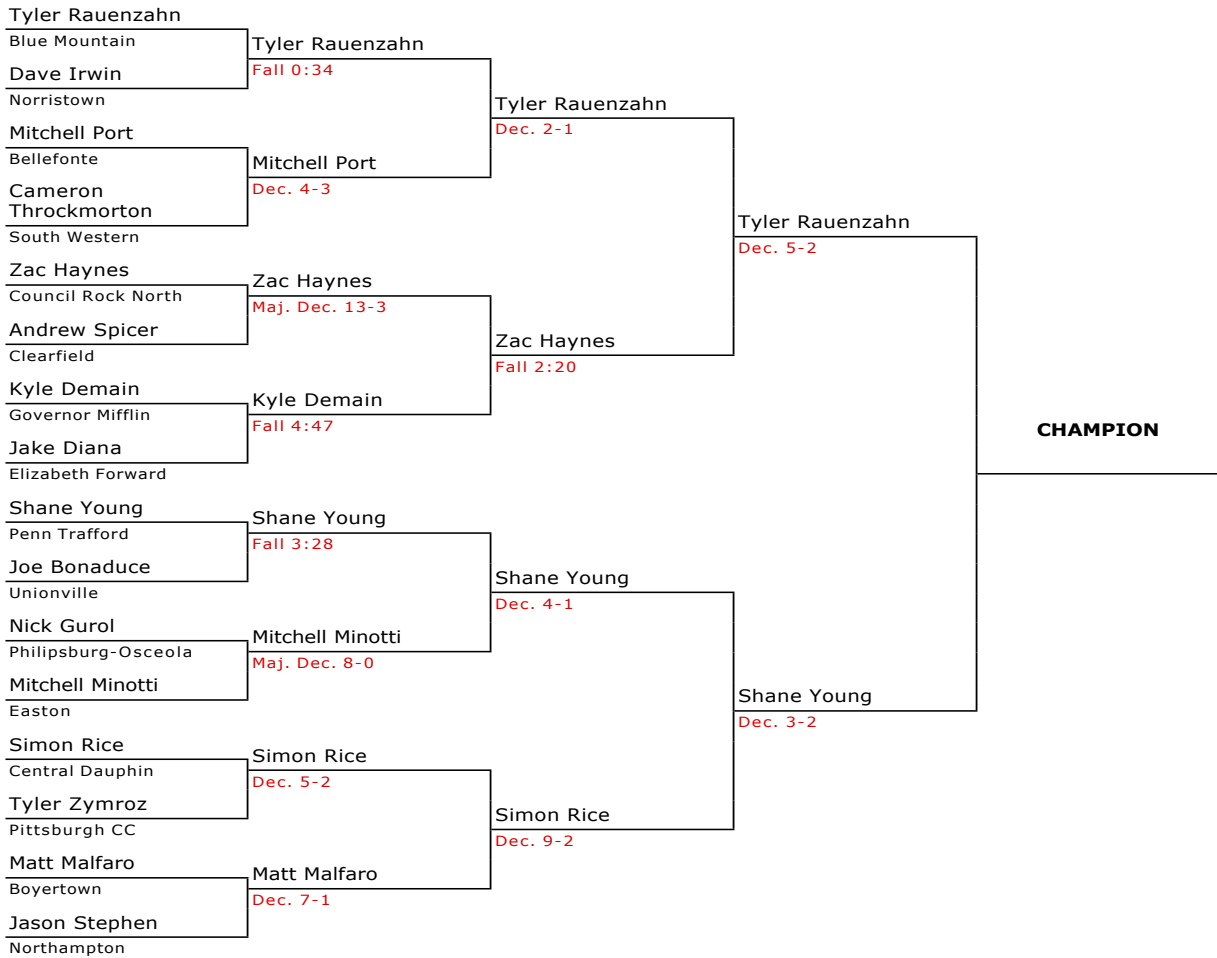 Tyler Rauenzahn
Blue Mountain
Dave Irwin
Norristown
Mitchell Port
Bellefonte
Cameron
Throckmorton
South Western
Zac Haynes
Council Rock North
Andrew Spicer
Clearfield
Kyle Demain
Governor Mifflin
Jake Diana
Elizabeth Forward
Shane Young
Penn Trafford
Joe Bonaduce
Unionville
Nick Gurol
Philipsburg-Osceola
Mitchell Minotti
Easton
Simon Rice
Central Dauphin
Tyler Zymroz
Pittsburgh CC
Matt Malfaro
Boyertown
Jason Stephen
Northampton
Tyler Rauenzahn
Fall 0:34
Mitchell Port
Dec. 4-3
Zac Haynes
Maj. Dec. 13-3
Kyle Demain
Fall 4:47
Shane Young
Fall 3:28
Mitchell Minotti
Maj. Dec. 8-0
Simon Rice
Dec. 5-2
Matt Malfaro
Dec. 7-1
Tyler Rauenzahn
Dec. 2-1
Zac Haynes
Fall 2:20
Shane Young
Dec. 4-1
Simon Rice
Dec. 9-2
Tyler Rauenzahn
Dec. 5-2
Shane Young
Dec. 3-2
CHAMPION